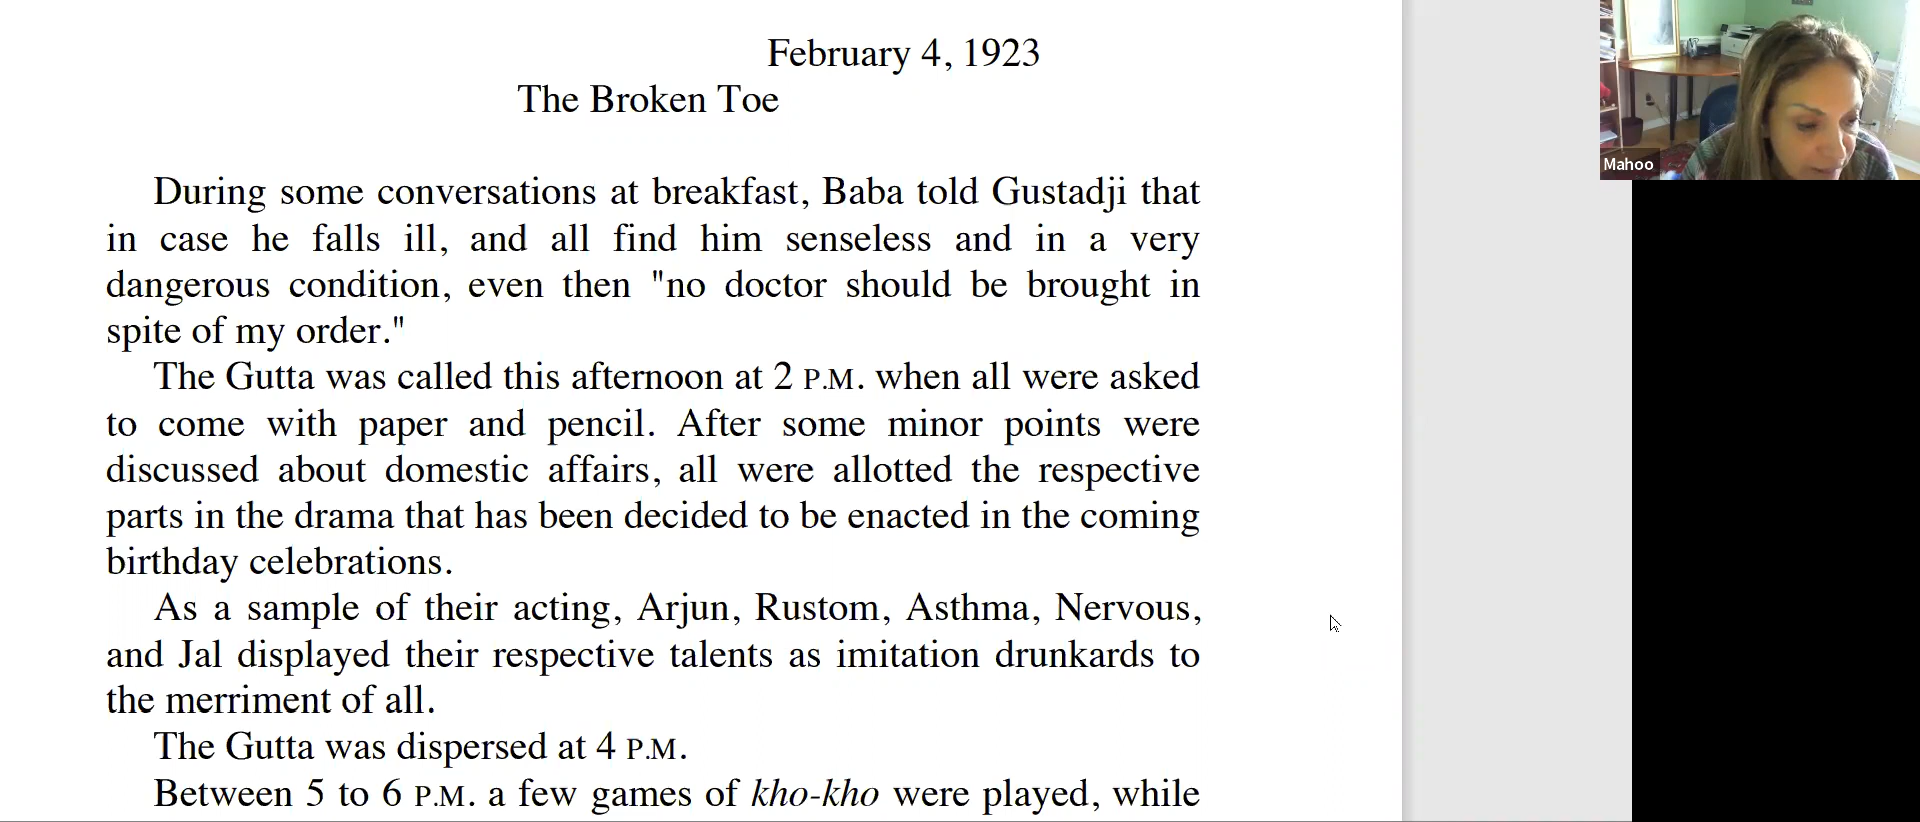 February 4, 1923
The Broken Toe
During some conversations at breakfast, Baba told Gustadji that
in case he falls ill, and all find him senseless and in a very
dangerous condition, even then "no doctor should be brought in
spite of my order."
The Gutta was called this afternoon at 2 P.M. when all were asked
to come with paper and pencil. After some minor points were
discussed about domestic affairs, all were allotted the respective
parts in the drama that has been decided to be enacted in the coming
birthday celebrations.
As a sample of their acting, Arjun, Rustom, Asthma, Nervous,
and Jal displayed their respective talents as imitation drunkards to
the merriment of all.
The Gutta was dispersed at 4 P.M.
Between 5 to 6 P.M. a few games of kho-kho were played, while
Mahoo